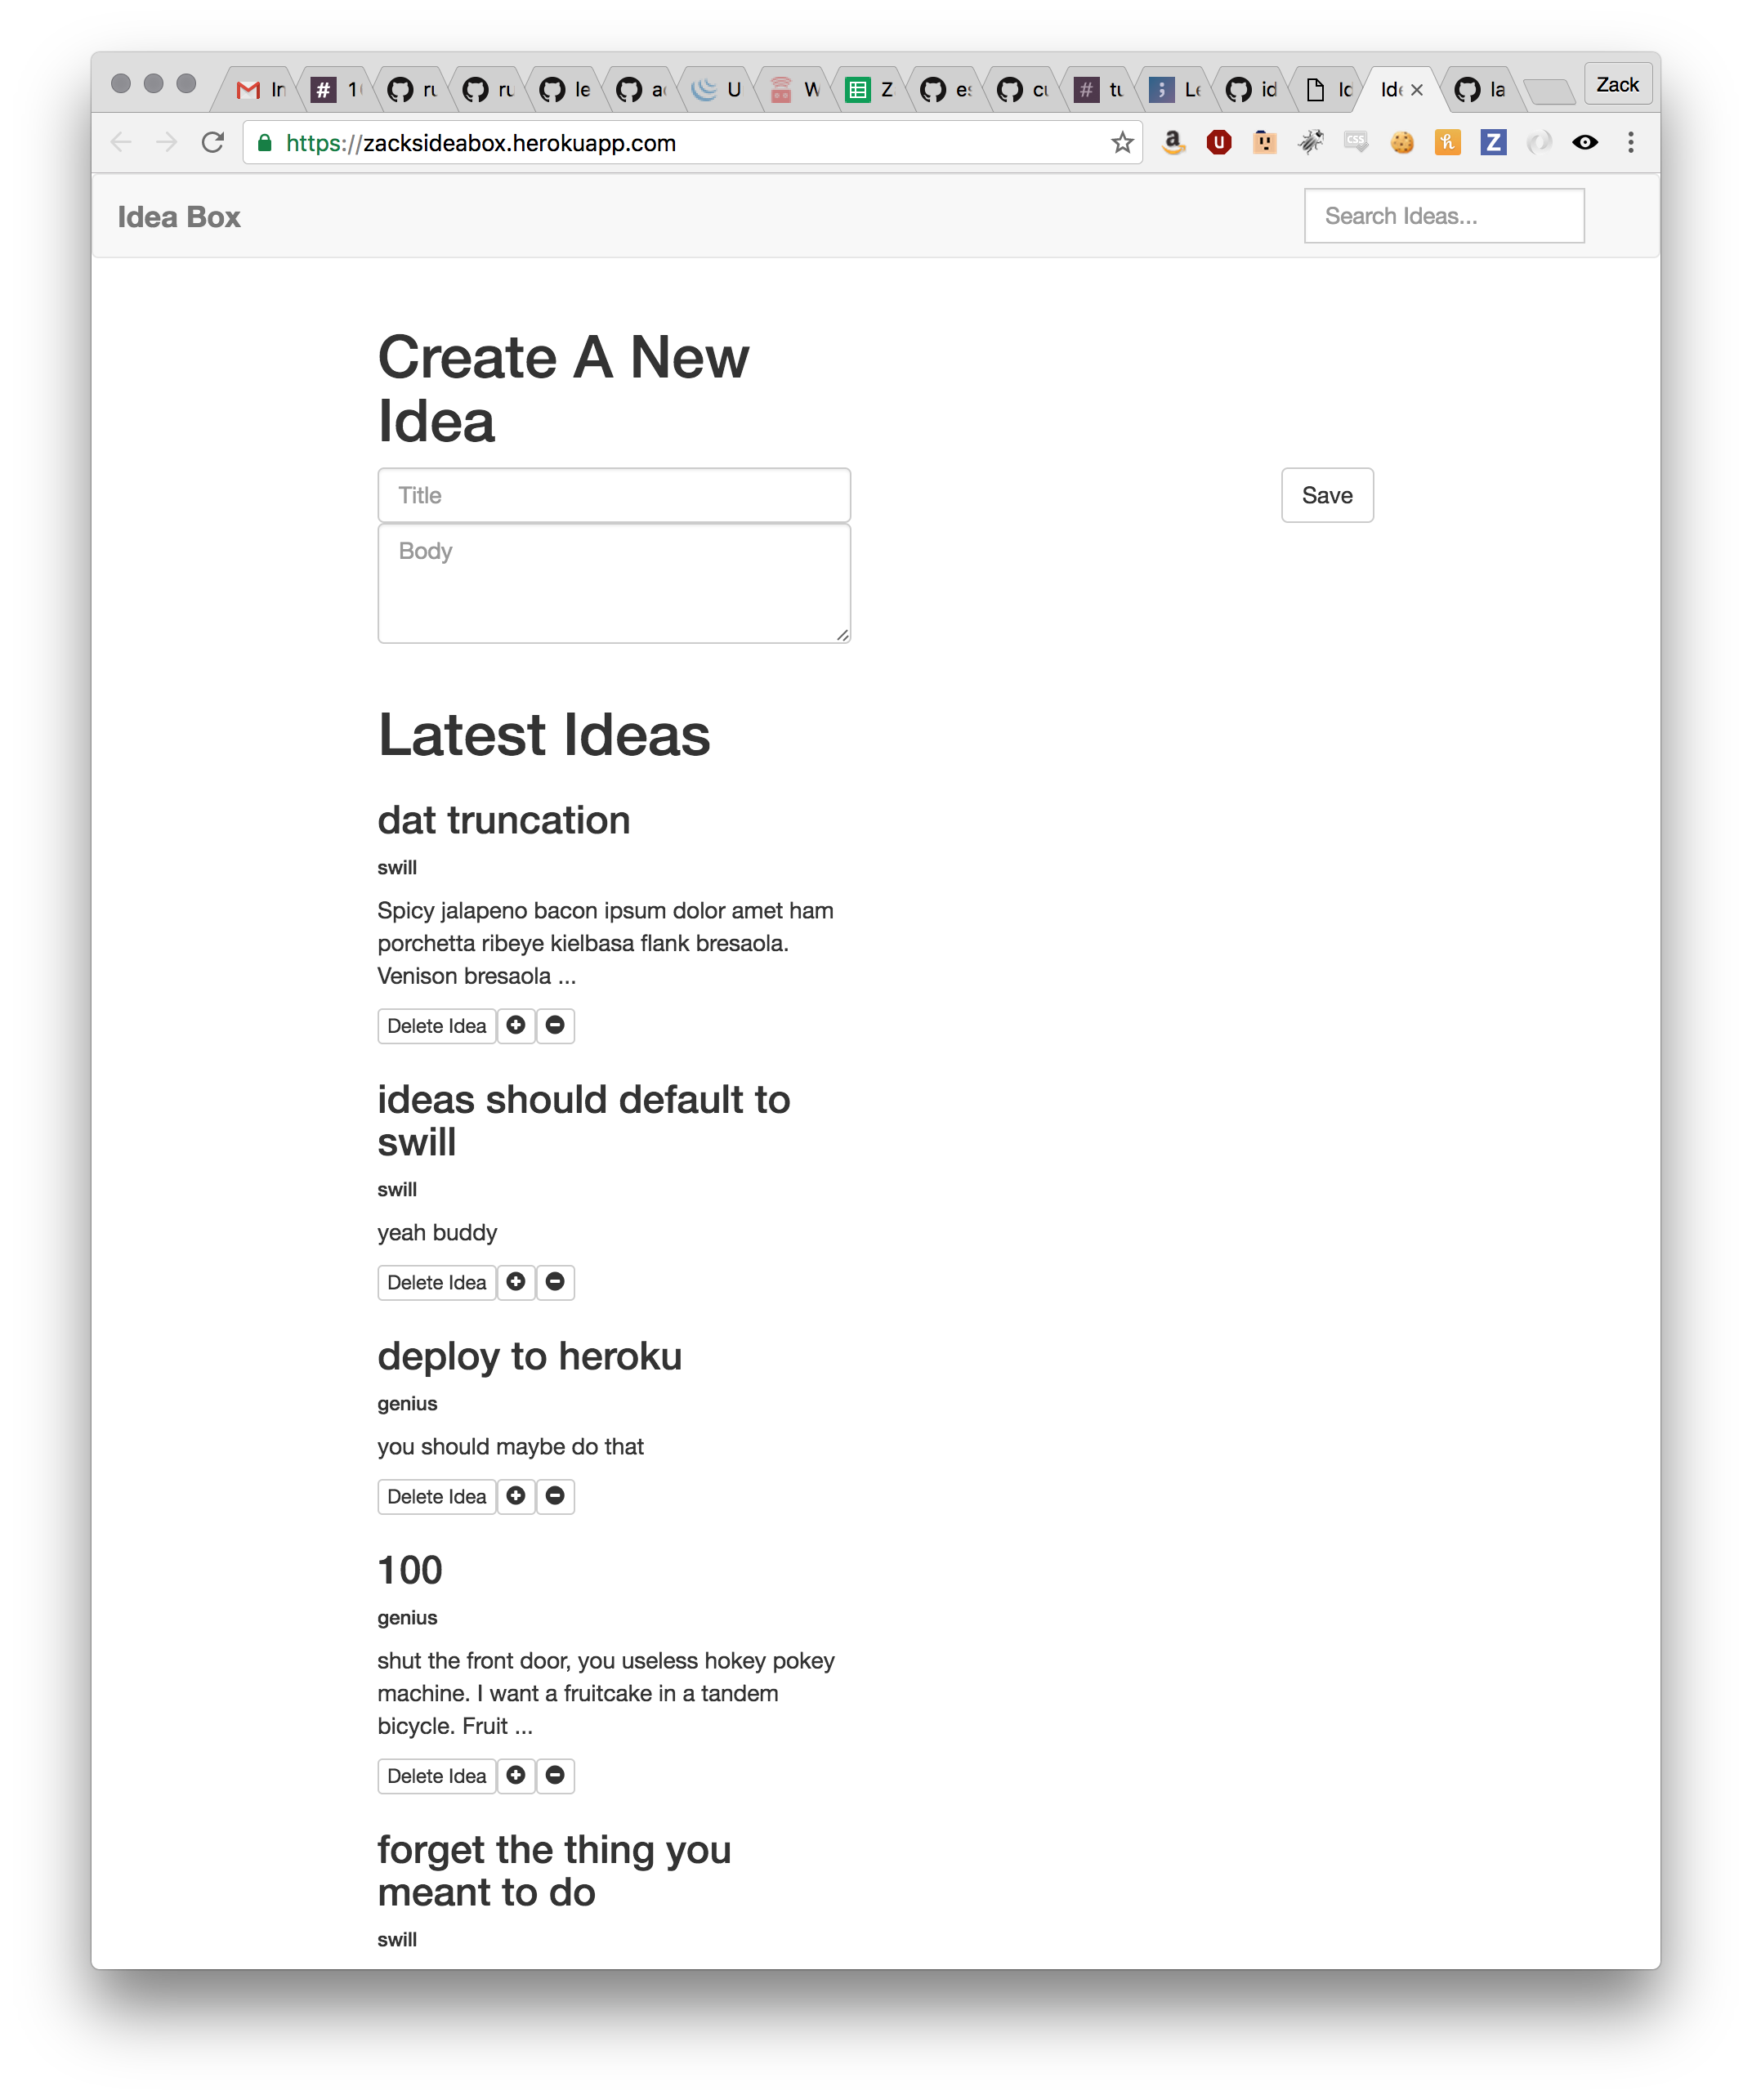 In
1
ru
ru
le
a
U
W
Z
es
cu
tu
Le
id
Id
Ide
la
Zack
https://zacksideabox.herokuapp.com
Idea Box
Search Ideas...
Create A New
Idea
Title
Save
Body
Latest Ideas
dat truncation
swill
Spicy jalapeno bacon ipsum dolor amet ham
porchetta ribeye kielbasa flank bresaola.
Venison bresaola ...
Delete Idea
ideas should default to
swill
swill
yeah buddy
Delete Idea
deploy to heroku
genius
you should maybe do that
Delete Idea
100
genius
shut the front door, you useless hokey pokey
machine. I want a fruitcake in a tandem
bicycle. Fruit ...
Delete Idea
forget the thing you
meant to do
swill